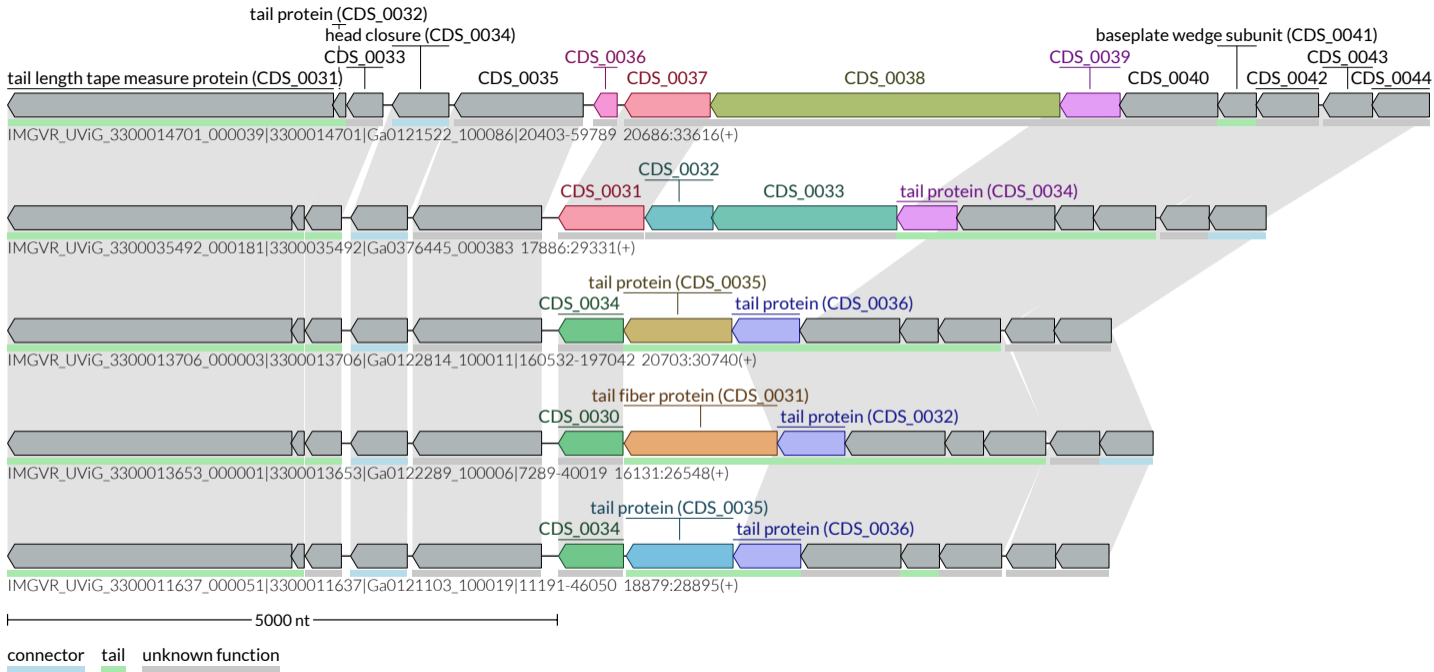 tail protein (CDS_0032)
head closure (CDS_0034)
baseplate wedge subunit (CDS_0041)
CDS_0033
CDS_0036
CDS_0039
CDS_0043
tail length tape measure protein (CDS_0031)
CDS_0035
CDS_0037
CDS_0038
CDS_0040
CDS_0042
CDS_0044
IMGVR_UViG_3300014701_000039|3300014701|Ga0121522_100086|20403-59789 20686:33616(+)
CDS_0032
CDS_0031
CDS_0033
tail protein (CDS_0034)
IMGVR_UViG_3300035492_000181|3300035492|Ga0376445_000383 17886:29331(+)
tail protein (CDS_0035)
CDS_0034
tail protein (CDS_0036)
IMGVR_UViG_3300013706_000003|3300013706|Ga0122814_100011|160532-197042 20703:30740(+)
tail fiber protein (CDS_0031)
CDS_0030
tail protein (CDS_0032)
IMGVR_UViG_3300013653_000001|3300013653|Ga0122289_100006|7289-40019 16131:26548(+)
tail protein (CDS_0035)
CDS_0034
tail protein (CDS_0036)
IMGVR_UViG_3300011637_000051|3300011637|Ga0121103_100019|11191-46050 18879:28895(+)
5000 nt
connector tail unknown function